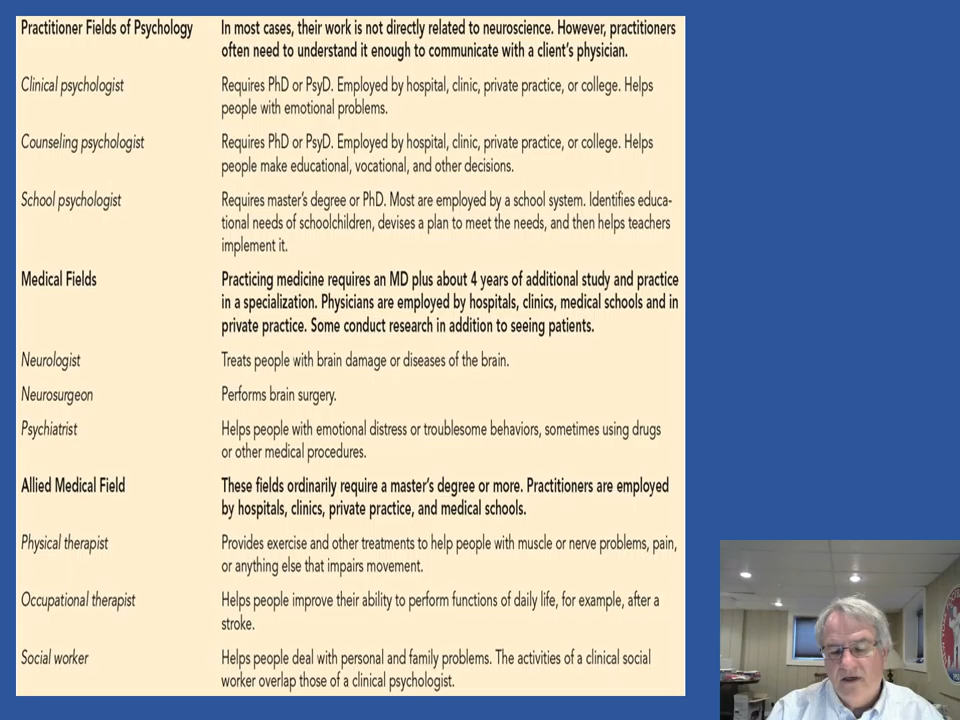 Practitioner Fields of Psychology In most cases, their work is not directly related to neuroscience. However, practitioners
often need to understand it enough to communicate with a client's physician.
Clinical psychologist Requires PhD or PsyD. Employed by hospital, clinic, private practice, or college. Helps
people with emotional problems.
Counseling psychologist Requires PhD or PsyD. Employed by hospital, clinic, private practice, or college. Helps
people make educational, vocational, and other decisions.
School psychologist Requires master's degree or PhD. Most are employed by a school system. Identifies educa-
tional needs of schoolchildren, devises a plan to meet the needs, and then helps teachers
implement it.
Medical Fields Practicing medicine requires an MD plus about 4 years of additional study and practice
in a specialization. Physicians are employed by hospitals, clinics, medical schools and in
private practice. Some conduct research in addition to seeing patients.
Neurologist Treats people with brain damage or diseases of the brain.
Neurosurgeon Performs brain surgery.
Psychiatrist Helps people with emotional distress or troublesome behaviors, sometimes using drugs
or other medical procedures.
Allied Medical Field These fields ordinarily require a master's degree or more. Practitioners are employed
by hospitals, clinics, private practice, and medical schools.
Physical therapist Provides exercise and other treatments to help people with muscle or nerve problems, pain,
or anything else that impairs movement.
Occupational therapist Helps people improve their ability to perform functions of daily life, for example, after a
stroke.
Social worker Helps people deal with personal and family problems. The activities of a clinical social
worker overlap those of a clinical psychologist.